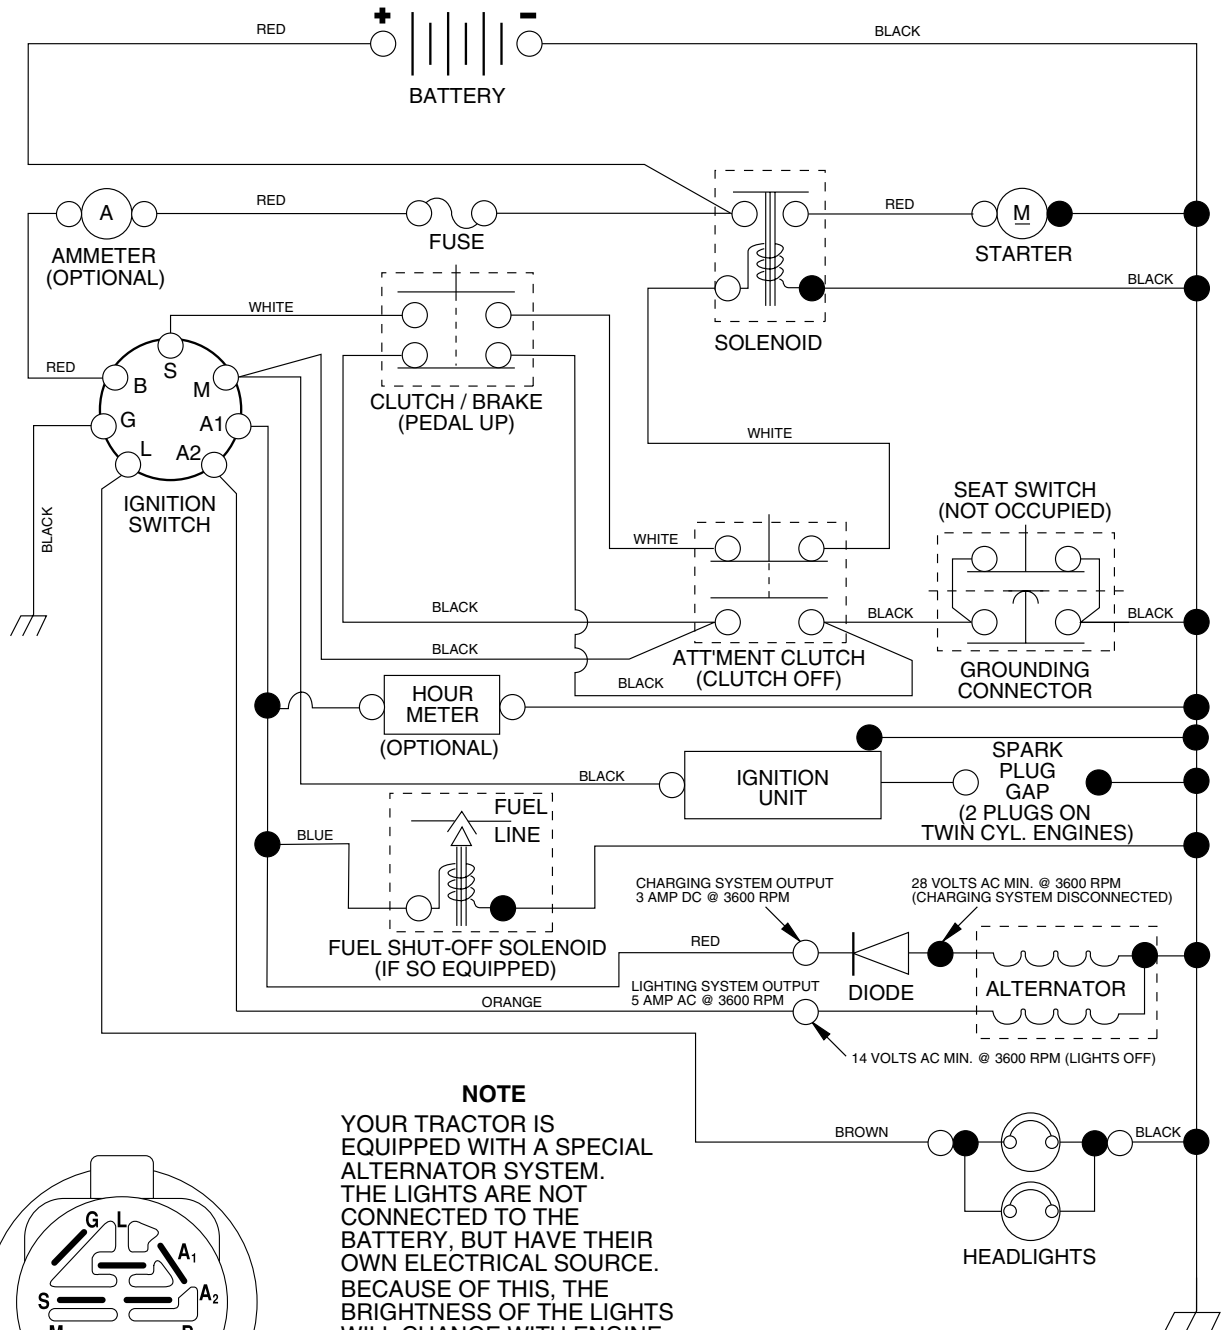 + -
RED
BLACK
BATTERY
A
RED
FUSE
RED
M
STARTER
AMMETER
(OPTIONAL)
BLACK
WHITE
SOLENOID
RED
B
S
M
G
A1
L
A2
CLUTCH / BRAKE
(PEDAL UP)
WHITE
IGNITION
SWITCH
SEAT SWITCH
(NOT OCCUPIED)
BLACK
WHITE
BLACK
BLACK
BLACK
BLACK
ATT'MENT CLUTCH
(CLUTCH OFF)
BLACK
GROUNDING
CONNECTOR
HOUR
METER
(OPTIONAL)
BLACK
IGNITION
UNIT
SPARK
PLUG
GAP
(2 PLUGS ON
TWIN CYL. ENGINES)
FUEL
LINE
BLUE
CHARGING SYSTEM OUTPUT
3 AMP DC @ 3600 RPM
28 VOLTS AC MIN. @ 3600 RPM
(CHARGING SYSTEM DISCONNECTED)
FUEL SHUT-OFF SOLENOID
(IF SO EQUIPPED)
RED
DIODE
ALTERNATOR
LIGHTING SYSTEM OUTPUT
5 AMP AC @ 3600 RPM
ORANGE
14 VOLTS AC MIN. @ 3600 RPM (LIGHTS OFF)
NOTE
YOUR TRACTOR IS
EQUIPPED WITH A SPECIAL
ALTERNATOR SYSTEM.
THE LIGHTS ARE NOT
CONNECTED TO THE
BATTERY, BUT HAVE THEIR
OWN ELECTRICAL SOURCE.
BECAUSE OF THIS, THE
BRIGHTNESS OF THE LIGHTS
WILL CHANGE WITH ENGINE
BROWN
BLACK
HEADLIGHTS
G L
A1
A2
S
M